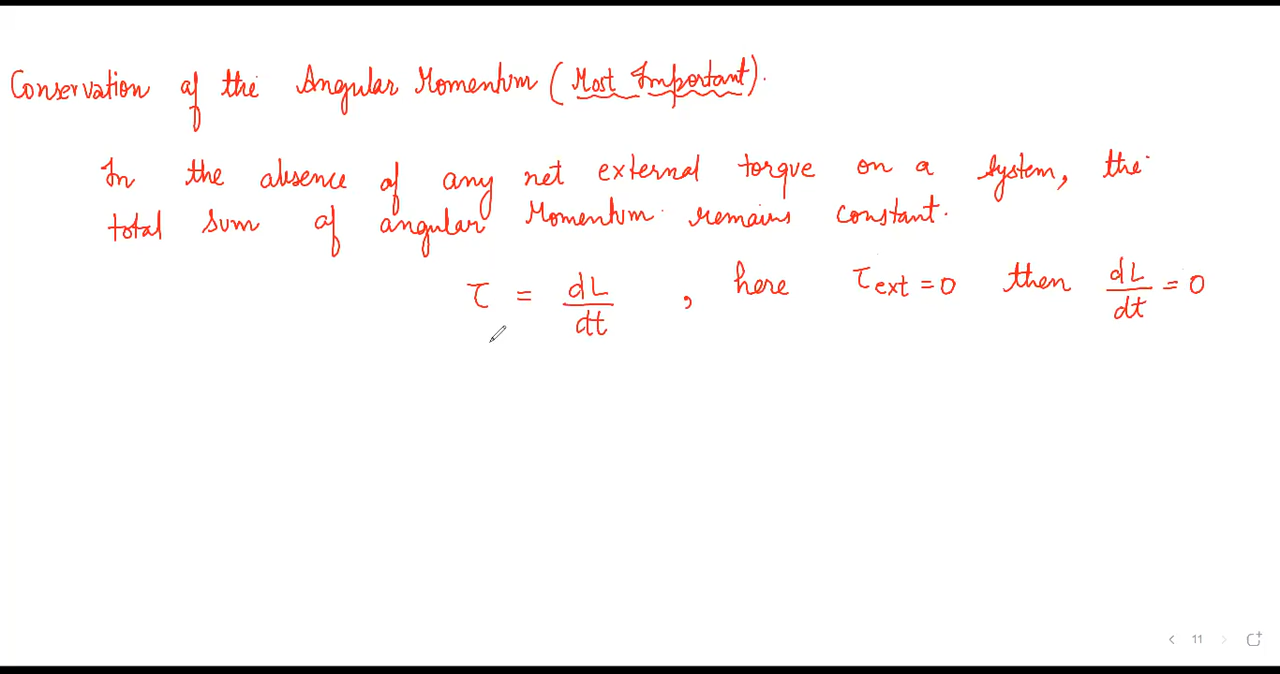 Conservation of the Angular Momentum (Most Important).
In the absence of any net external torque on a system, the
total sum of angular Momentum remains constant.
τ = dL/dt , here τext = 0 then dL/dt = 0
11